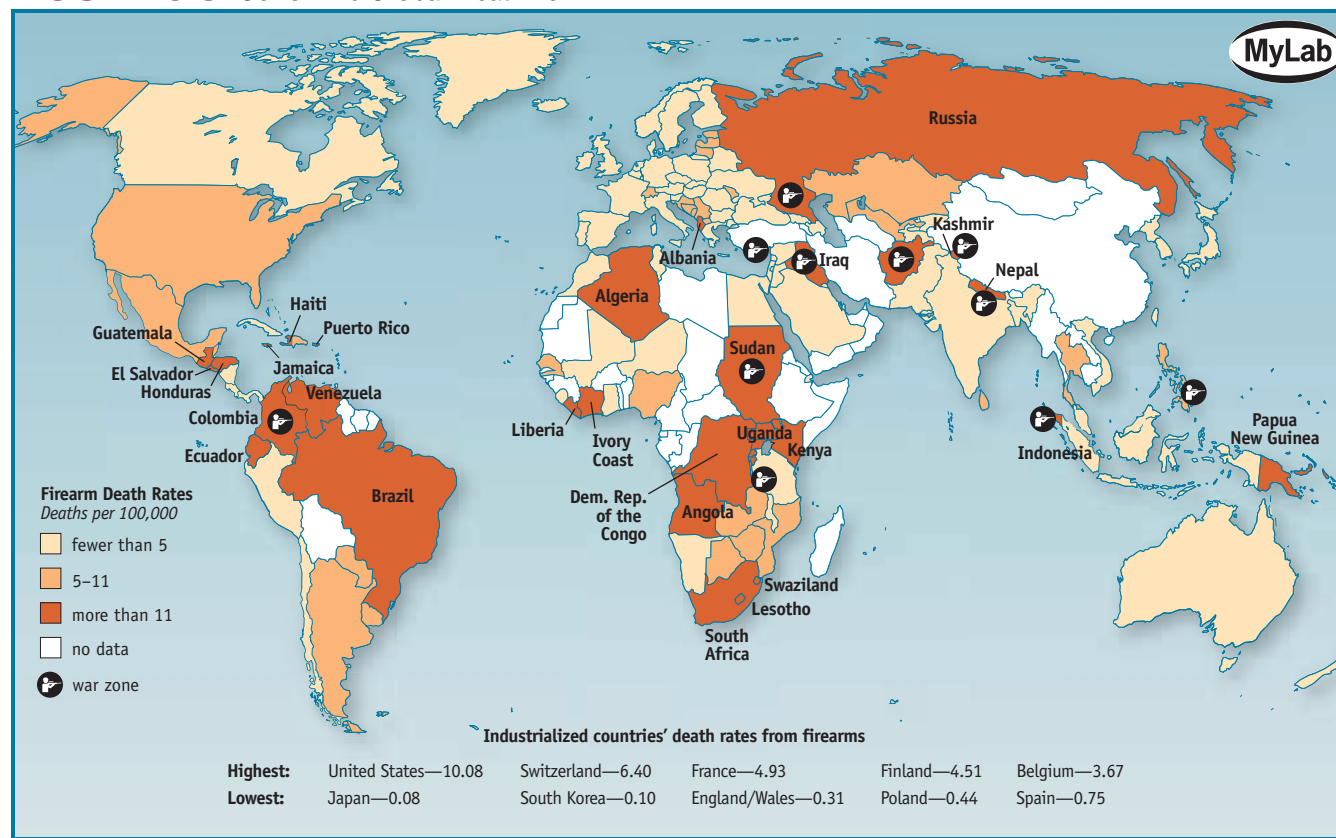 MyLab
Russia
Kashmir
Albania
Iraq
Nepal
Algeria
Haiti
Guatemala
Puerto Rico
Sudan
Jamaica
El Salvador
Honduras
Venezuela
Colombia
Liberia
Ivory
Coast
Uganda
Kenya
Papua
New Guinea
Indonesia
Ecuador
Brazil
Dem. Rep.
of the
Congo
Angola
Firearm Death Rates
Deaths per 100,000
fewer than 5
5–11
more than 11
no data
war zone
Swaziland
Lesotho
South
Africa
Industrialized countries’ death rates from firearms
Highest: United States—10.08 Switzerland—6.40 France—4.93 Finland—4.51 Belgium—3.67
Lowest: Japan—0.08 South Korea—0.10 England/Wales—0.31 Poland—0.44 Spain—0.75